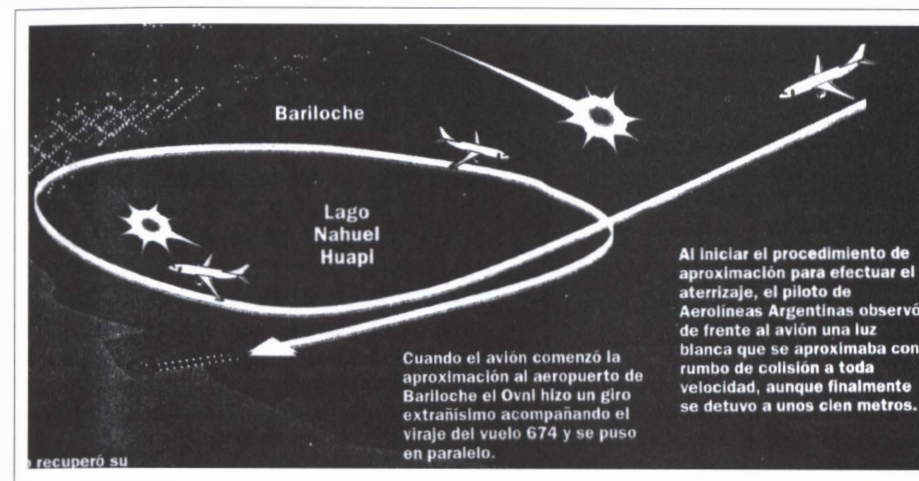 Bariloche
Lago
Nahuel
Huapi
Al iniciar el procedimiento de
aproximación para efectuar el
aterrizaje, el piloto de
Aerolíneas Argentinas observó
de frente al avión una luz
blanca que se aproximaba con
rumbo de colisión a toda
velocidad, aunque finalmente
se detuvo a unos cien metros.
Cuando el avión comenzó la
aproximación al aeropuerto de
Bariloche el OvnI hizo un giro
extrañísimo acompañando el
viraje del vuelo 674 y se puso
en paralelo.
recuperó su